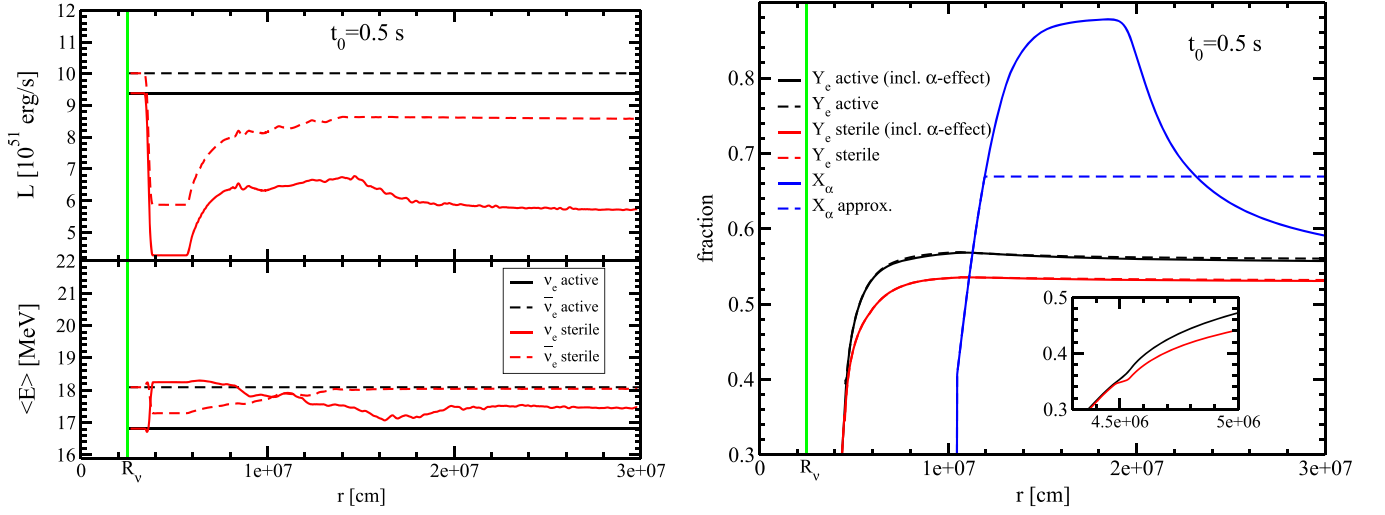 t0=0.5 s
L [10^51 erg/s]
12
11
10
9
8
7
6
5
22
21
20
19
18
17
16
<E> [MeV]
νe active
ν̅e active
νe sterile
ν̅e sterile
0 Rν 1e+07 2e+07 3e+07
r [cm]
t0=0.5 s
fraction
0.8
0.7
0.6
0.5
0.4
0.3
Ye active (incl. α-effect)
Ye active
Ye sterile (incl. α-effect)
Ye sterile
Xα
Xα approx.
0.5
0.4
0.3
4.5e+06 5e+06
0 Rν 1e+07 2e+07 3e+07
r [cm]